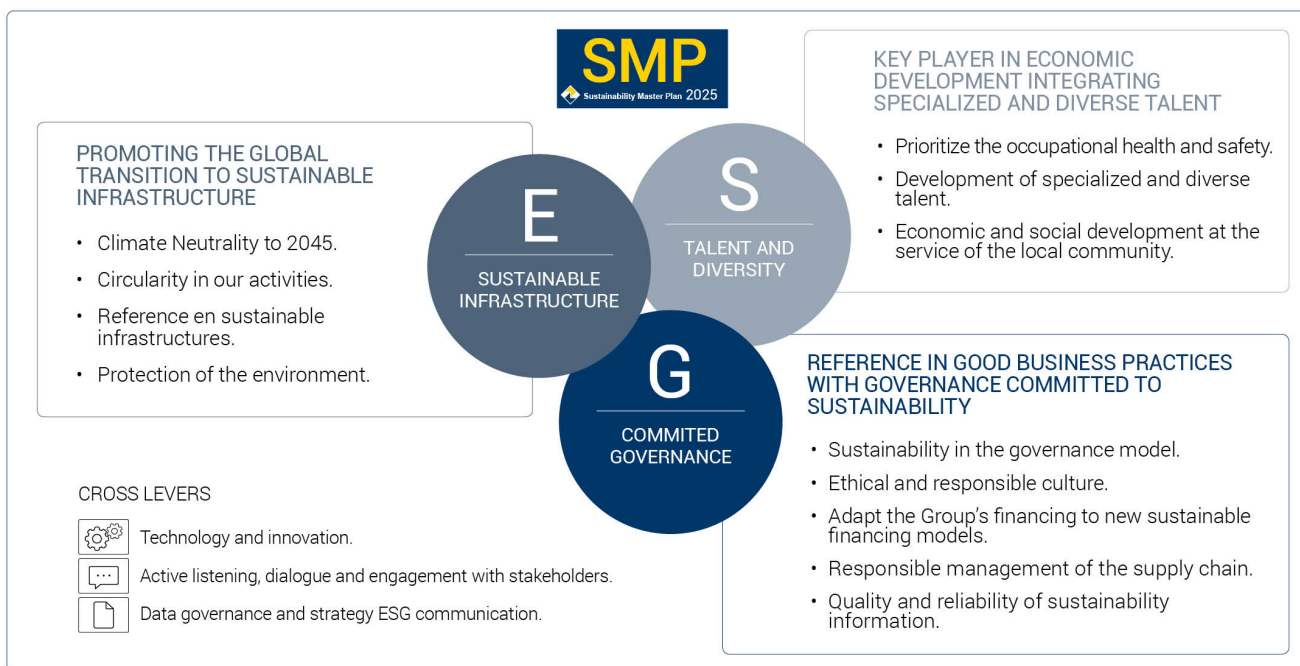 SMP
Sustainability Master Plan 2025
PROMOTING THE GLOBAL
TRANSITION TO SUSTAINABLE
INFRASTRUCTURE
• Climate Neutrality to 2045.
• Circularity in our activities.
• Reference en sustainable
infrastructures.
• Protection of the environment.
E
SUSTAINABLE
INFRASTRUCTURE
S
TALENT AND
DIVERSITY
G
COMMITED
GOVERNANCE
KEY PLAYER IN ECONOMIC
DEVELOPMENT INTEGRATING
SPECIALIZED AND DIVERSE TALENT
• Prioritize the occupational health and safety.
• Development of specialized and diverse
talent.
• Economic and social development at the
service of the local community.
REFERENCE IN GOOD BUSINESS PRACTICES
WITH GOVERNANCE COMMITTED TO
SUSTAINABILITY
• Sustainability in the governance model.
• Ethical and responsible culture.
• Adapt the Group's financing to new sustainable
financing models.
• Responsible management of the supply chain.
• Quality and reliability of sustainability
information.
CROSS LEVERS
Technology and innovation.
Active listening, dialogue and engagement with stakeholders.
Data governance and strategy ESG communication.